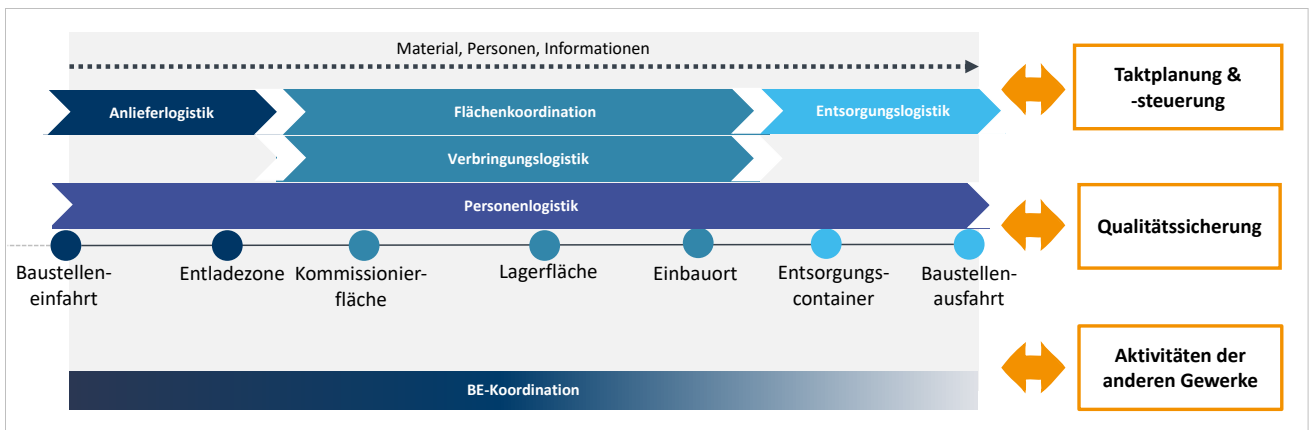 Material, Personen, Informationen
Anlieferlogistik
Flächenkoordination
Entsorgungslogistik
Verbringungslogistik
Personenlogistik
Baustellen-
einfahrt
Entladezone
Kommissionier-
fläche
Lagerfläche
Einbauort
Entsorgungs-
container
Baustellen-
ausfahrt
BE-Koordination
Taktplanung &
-steuerung
Qualitätssicherung
Aktivitäten der
anderen Gewerke